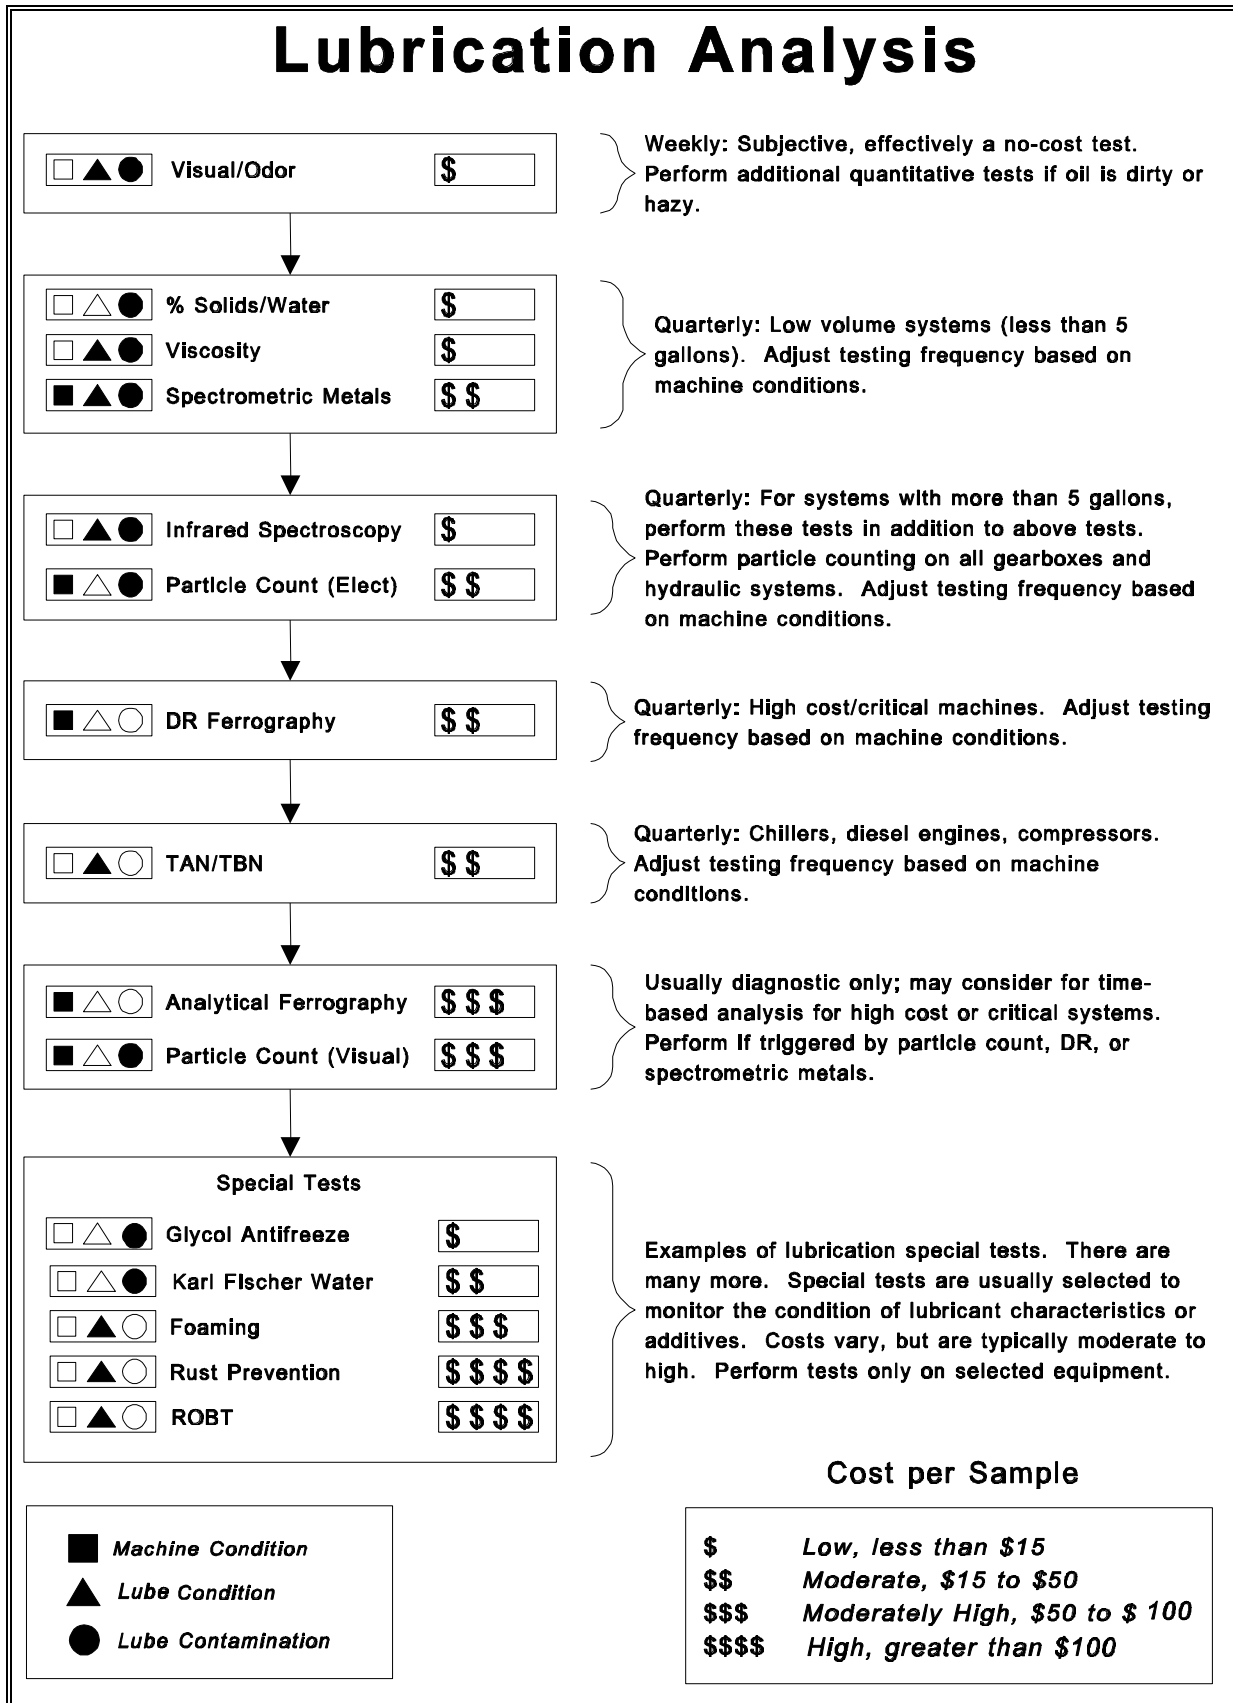 Lubrication Analysis
Visual/Odor $
Weekly: Subjective, effectively a no-cost test.
Perform additional quantitative tests if oil is dirty or
hazy.
% Solids/Water $
Viscosity $
Spectrometric Metals $ $
Quarterly: Low volume systems (less than 5
gallons). Adjust testing frequency based on
machine conditions.
Infrared Spectroscopy $
Particle Count (Elect) $ $
Quarterly: For systems with more than 5 gallons,
perform these tests in addition to above tests.
Perform particle counting on all gearboxes and
hydraulic systems. Adjust testing frequency based
on machine conditions.
DR Ferrography $ $
Quarterly: High cost/critical machines. Adjust testing
frequency based on machine conditions.
TAN/TBN $ $
Quarterly: Chillers, diesel engines, compressors.
Adjust testing frequency based on machine
conditions.
Analytical Ferrography $ $ $
Particle Count (Visual) $ $ $
Usually diagnostic only; may consider for time-
based analysis for high cost or critical systems.
Perform if triggered by particle count, DR, or
spectrometric metals.
Special Tests
Glycol Antifreeze $
Karl Fischer Water $ $
Foaming $ $ $
Rust Prevention $ $ $ $
ROBT $ $ $ $
Examples of lubrication special tests. There are
many more. Special tests are usually selected to
monitor the condition of lubricant characteristics or
additives. Costs vary, but are typically moderate to
high. Perform tests only on selected equipment.
Machine Condition
Lube Condition
Lube Contamination
Cost per Sample
$ Low, less than $15
$$ Moderate, $15 to $50
$$$ Moderately High, $50 to $ 100
$$$$ High, greater than $100